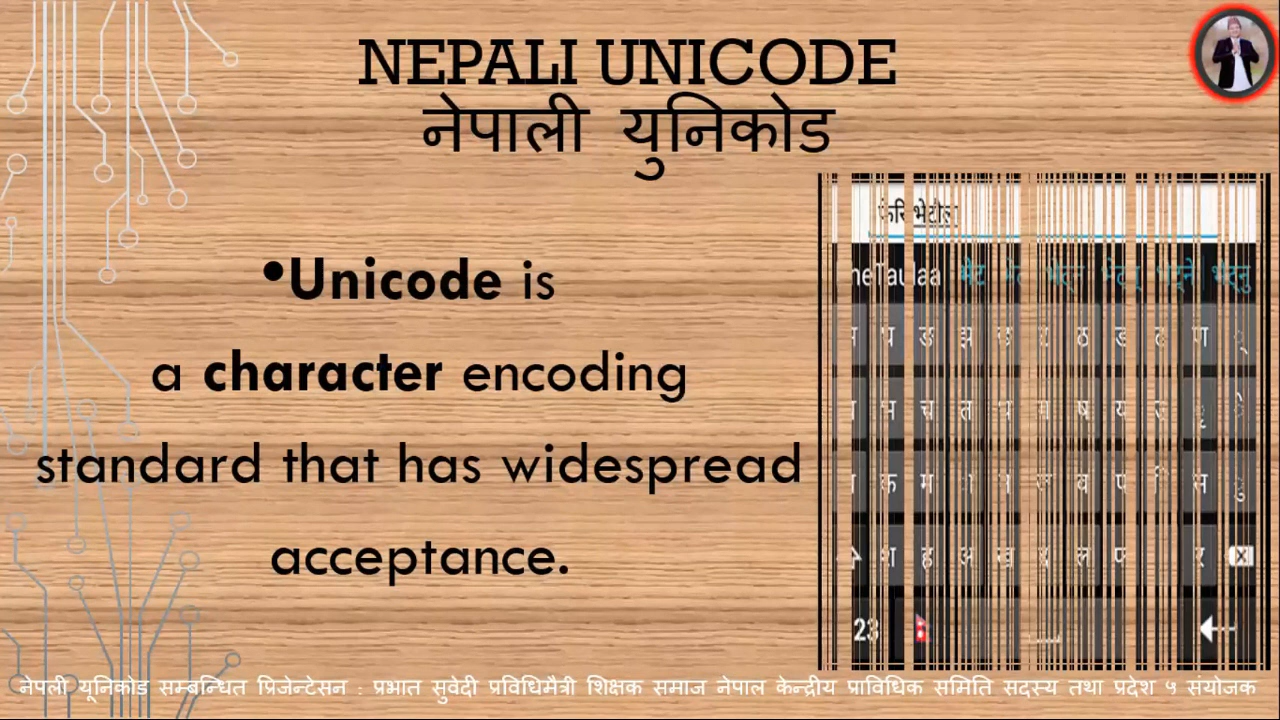 NEPALI UNICODE
नेपाली युनिकोड
•Unicode is
a character encoding
standard that has widespread
acceptance.
नेपली यूनिकोड सम्बन्धित प्रिजेन्टेसन : प्रभात सुवेदी प्रविधिमैत्री शिक्षक समाज नेपाल केन्द्रीय प्राविधिक समिति सदस्य तथा प्रदेश ५ संयोजक